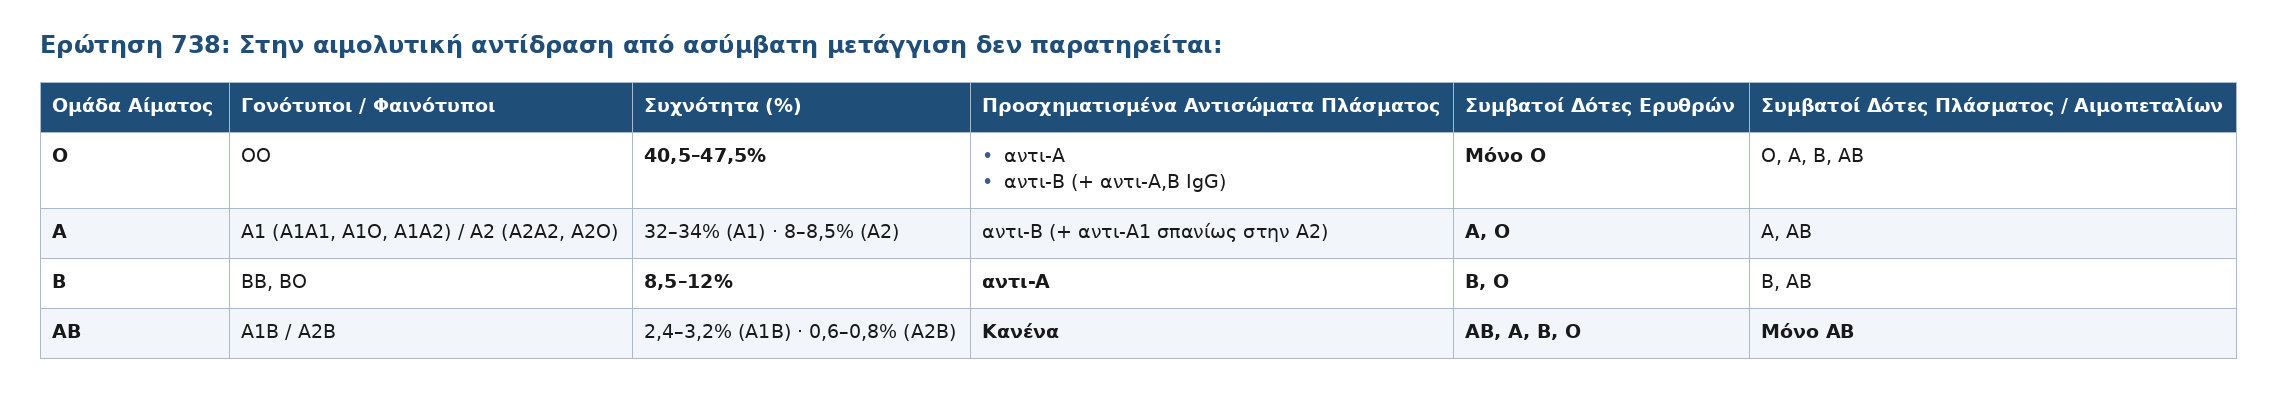 Ερώτηση 738: Στην αιμολυτική αντίδραση από ασύμβατη μετάγγιση δεν παρατηρείται:
Ομάδα Αίματος Γονότυποι / Φαινότυποι Συχνότητα (%) Προσχηματισμένα Αντισώματα Πλάσματος Συμβατοί Δότες Ερυθρών Συμβατοί Δότες Πλάσματος / Αιμοπεταλίων
O OO 40,5–47,5% • αντι-A Μόνο O O, A, B, AB
• αντι-B (+ αντι-A,B IgG)
A A1 (A1A1, A1O, A1A2) / A2 (A2A2, A2O) 32–34% (A1) · 8–8,5% (A2) αντι-B (+ αντι-A1 σπανίως στην A2) A, O A, AB
B BB, BO 8,5–12% αντι-A B, O B, AB
AB A1B / A2B 2,4–3,2% (A1B) · 0,6–0,8% (A2B) Κανένα AB, A, B, O Μόνο AB